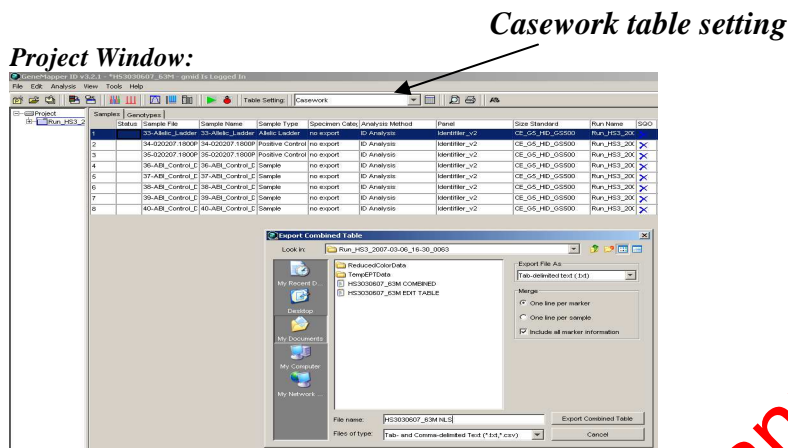 Casework table setting
Project Window:
GeneMapper ID v3.2.1 - *HS3030607_63M - gmid Is Logged In
File Edit Analysis View Tools Help
Table Setting: Casework
Project
Run_HS3_2
Samples Genotypes
Status Sample File Sample Name Sample Type Specimen Categ Analysis Method Panel Size Standard Run Name SQO
1 33-Allelic_Ladder 33-Allelic_Ladder Allelic Ladder no export ID Analysis Identifiler_v2 CE_G5_HID_GS500 Run_HS3_200
2 34-020207.1800P 34-020207.1800P Positive Control no export ID Analysis Identifiler_v2 CE_G5_HID_GS500 Run_HS3_200
3 35-020207.1800P 35-020207.1800P Positive Control no export ID Analysis Identifiler_v2 CE_G5_HID_GS500 Run_HS3_200
4 36-ABI_Control_D 36-ABI_Control_D Sample no export ID Analysis Identifiler_v2 CE_G5_HID_GS500 Run_HS3_200
5 37-ABI_Control_D 37-ABI_Control_D Sample no export ID Analysis Identifiler_v2 CE_G5_HID_GS500 Run_HS3_200
6 38-ABI_Control_D 38-ABI_Control_D Sample no export ID Analysis Identifiler_v2 CE_G5_HID_GS500 Run_HS3_200
7 39-ABI_Control_D 39-ABI_Control_D Sample no export ID Analysis Identifiler_v2 CE_G5_HID_GS500 Run_HS3_200
8 40-ABI_Control_D 40-ABI_Control_D Sample no export ID Analysis Identifiler_v2 CE_G5_HID_GS500 Run_HS3_200
Export Combined Table
Look in: Run_HS3_2007-03-06_16-30_0063
My Recent D...
Desktop
My Documents
My Computer
My Network ...
ReducedColorData
TempEPTData
HS3030607_63M COMBINED
HS3030607_63M EDIT TABLE
Export File As
Tab-delimited text (.txt)
Merge
One line per marker
One line per sample
Include all marker information
File name: HS3030607_63M NLS
Export Combined Table
Files of type: Tab- and Comma-delimited Text (*.txt,*.csv)
Cancel